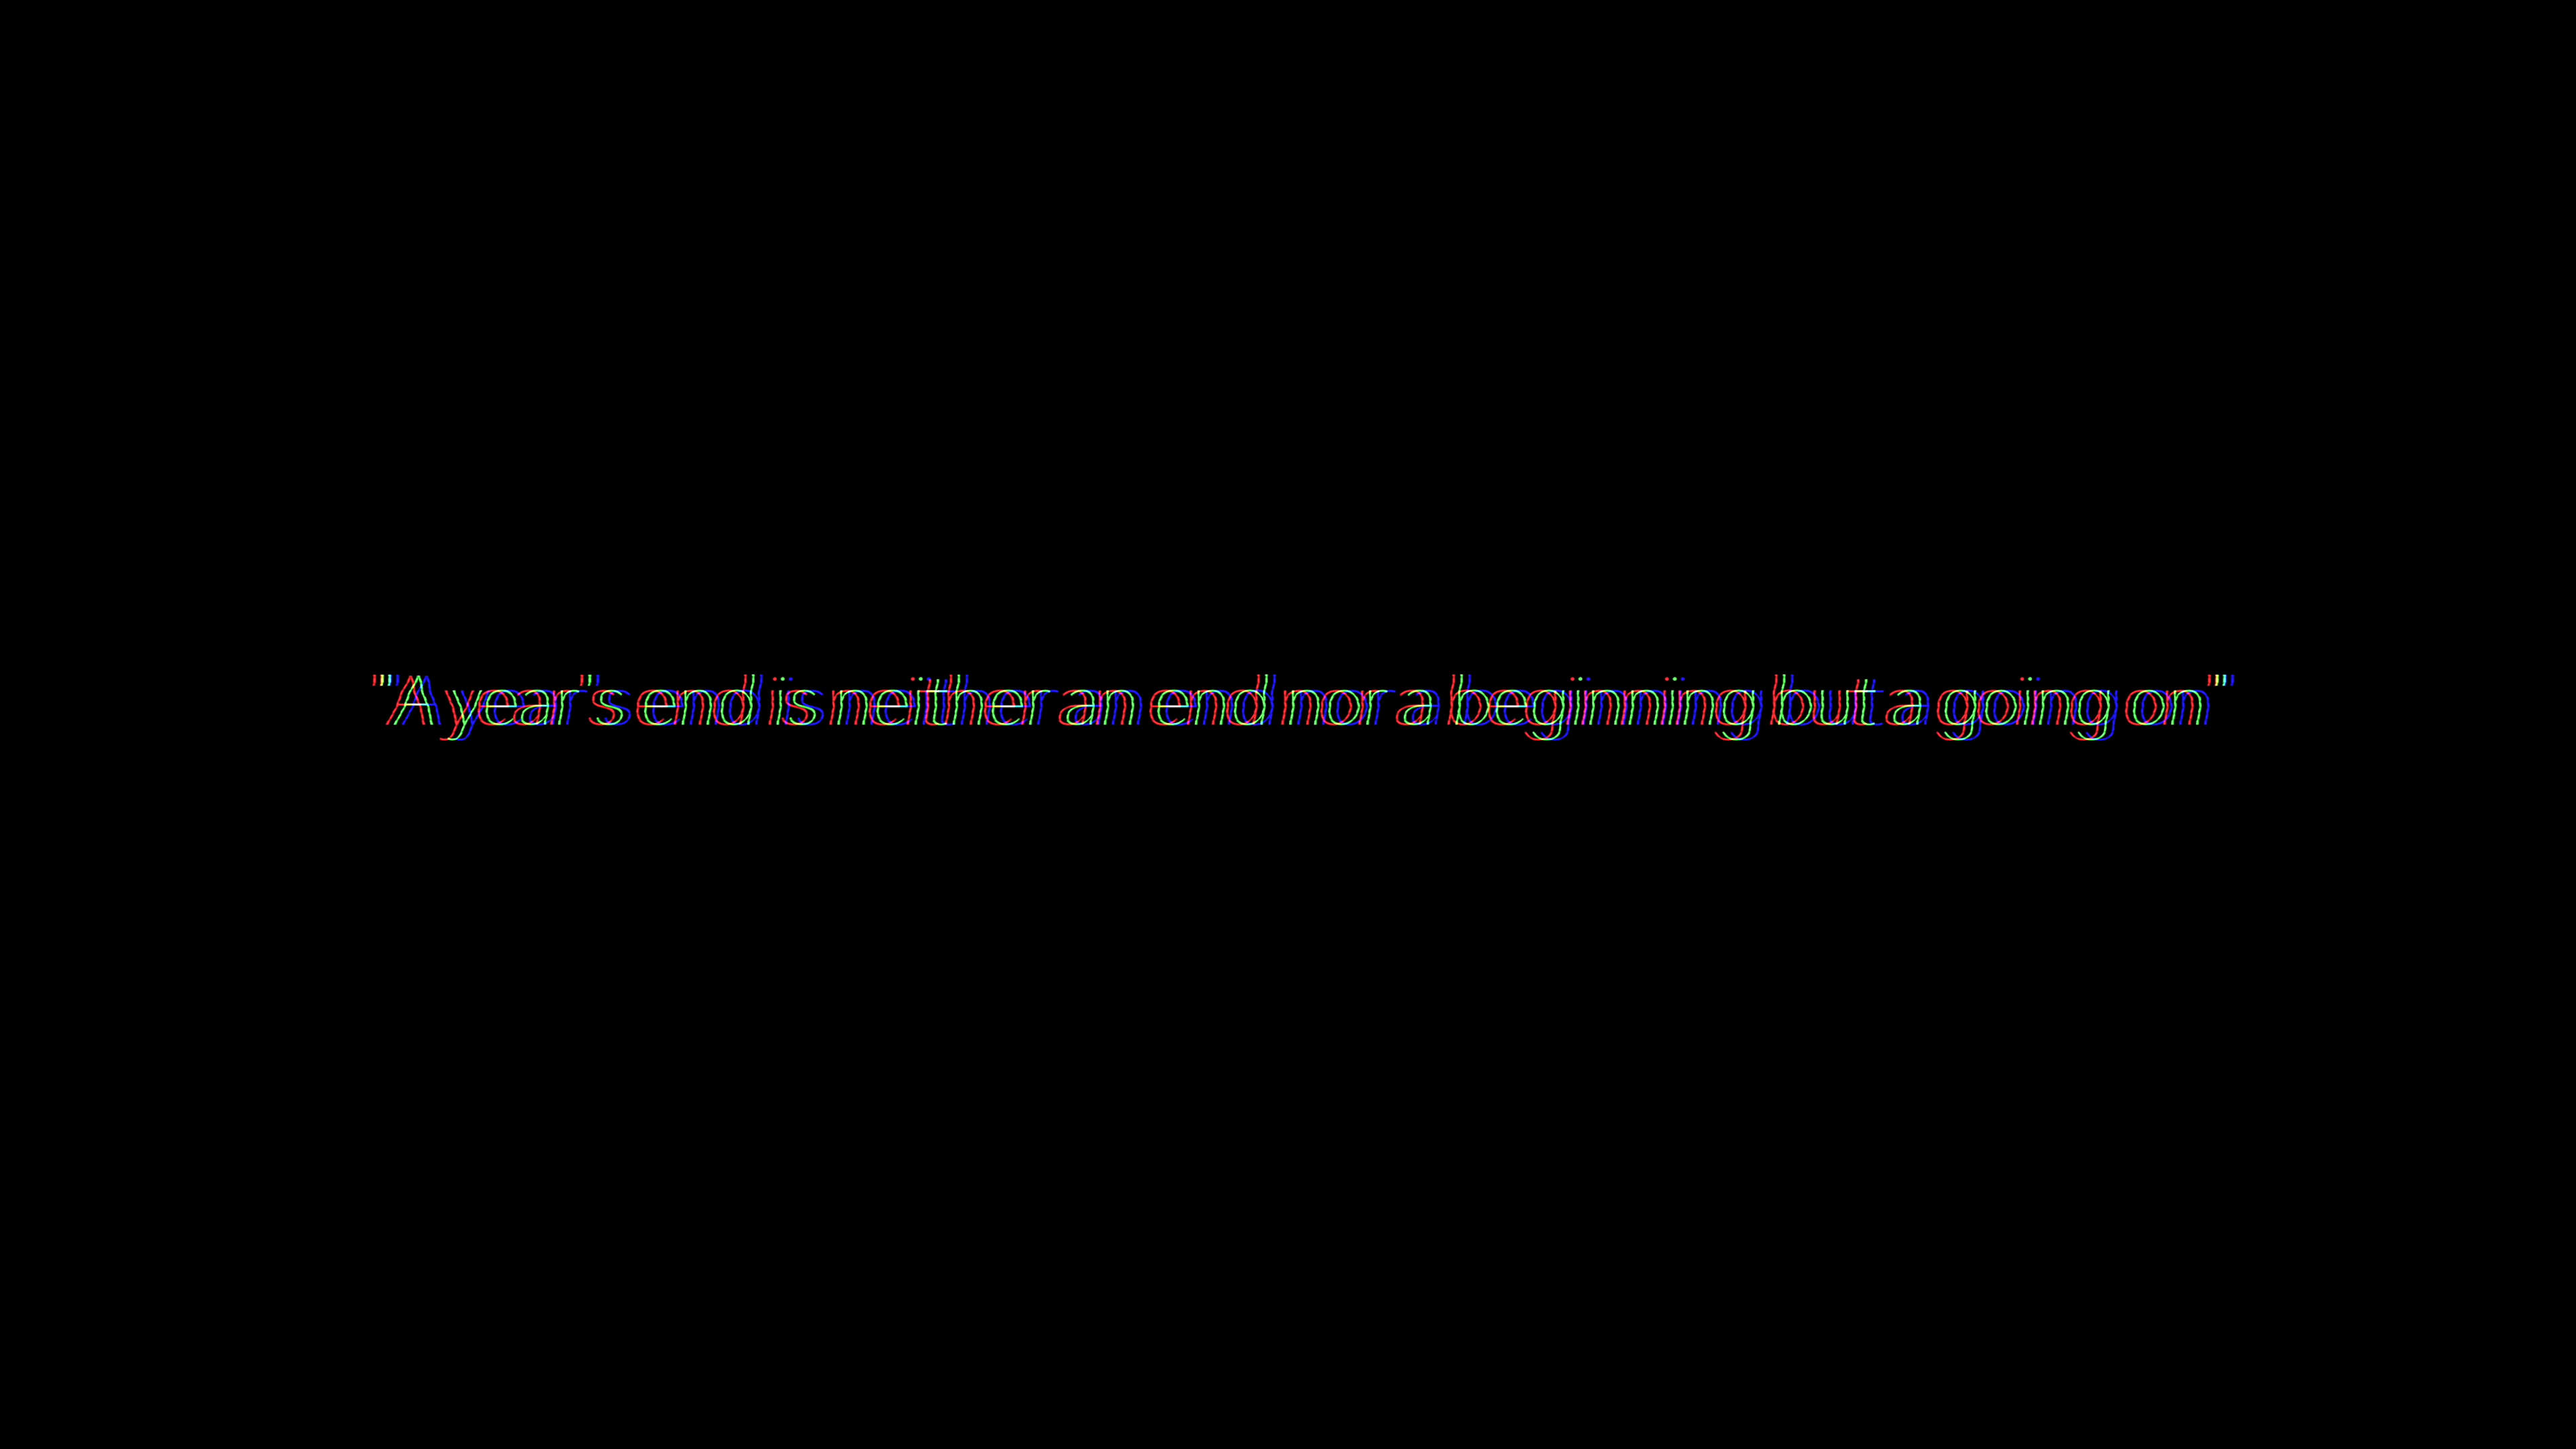 "A year's end is neither an end nor a beginning but a going on"